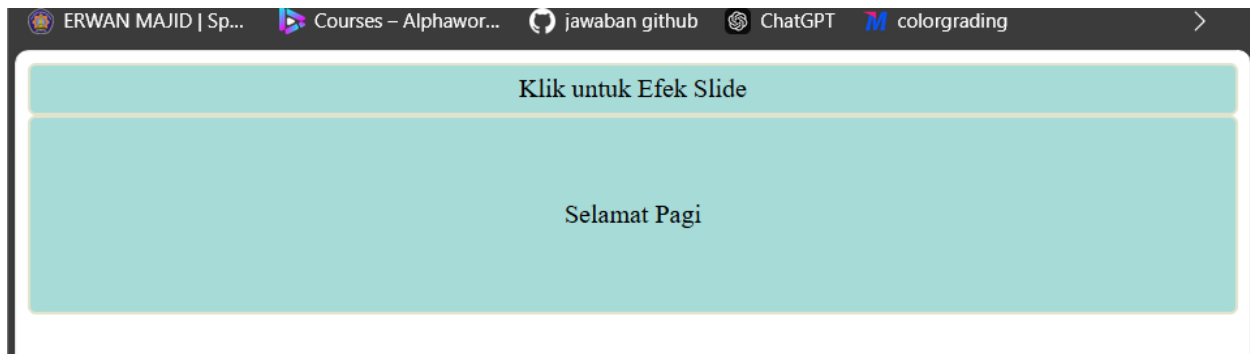 ERWAN MAJID | Sp... Courses – Alphawor... jawaban github ChatGPT colorgrading
Klik untuk Efek Slide
Selamat Pagi